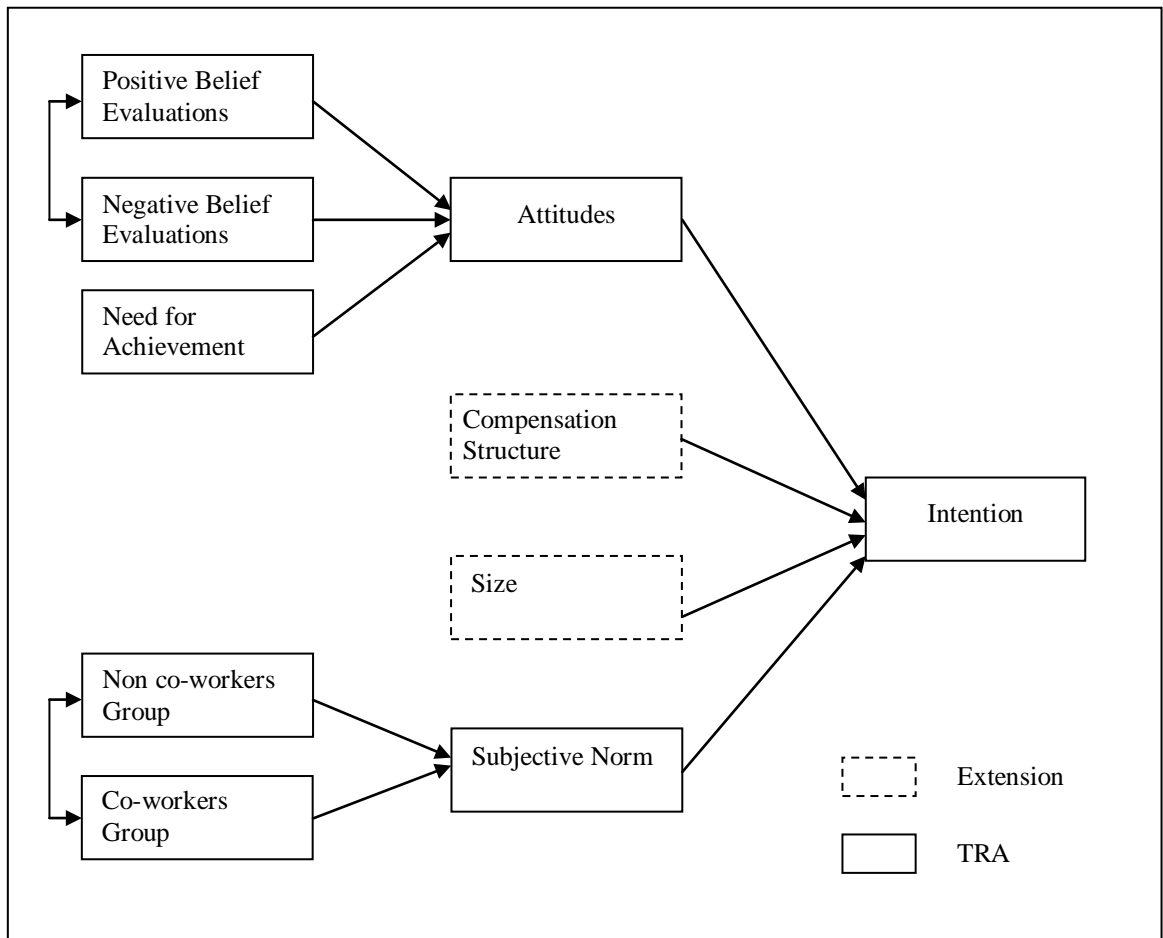 Positive Belief
Evaluations
Negative Belief
Evaluations
Need for
Achievement
Attitudes
Compensation
Structure
Size
Intention
Non co-workers
Group
Co-workers
Group
Subjective Norm
Extension
TRA